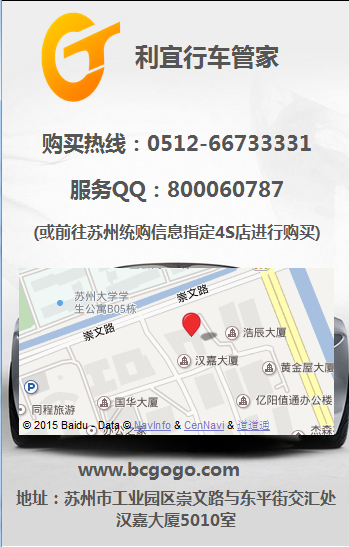 利宜行车管家
购买热线：0512-66733331
服务QQ：800060787
(或前往苏州统购信息指定4S店进行购买)
苏州大学学
生公寓B05栋
崇文路
崇文路
浩辰大厦
汉嘉大厦
黄金屋大厦
P
同程旅游
国华大厦
亿阳值通办公楼
© 2015 Baidu - Data © NavInfo & CenNavi & 道道通
杰森
www.bcgogo.com
地址：苏州市工业园区崇文路与东平街交汇处
汉嘉大厦5010室